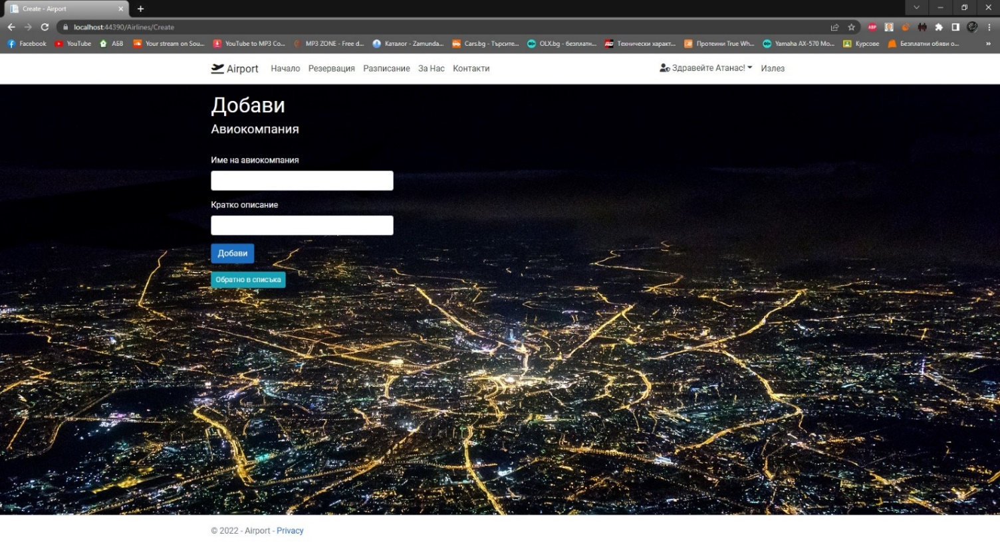 Create - Airport
localhost:44390/Airlines/Create
ABP
Facebook YouTube АБВ Your stream on Sou... YouTube to MP3 Co... MP3 ZONE - Free d... Каталог - Zamunda... Cars.bg - Търсите... OLX.bg - безплатн... Технически характ... Протеини True Wh... Yamaha AX-570 Mo... Курсове Безплатни обяви о... »
Airport Начало Резервация Разписание За Нас Контакти Здравейте Атанас! Излез
Добави
Авиокомпания
Име на авиокомпания
Кратко описание
Добави
Обратно в списъка
© 2022 - Airport - Privacy